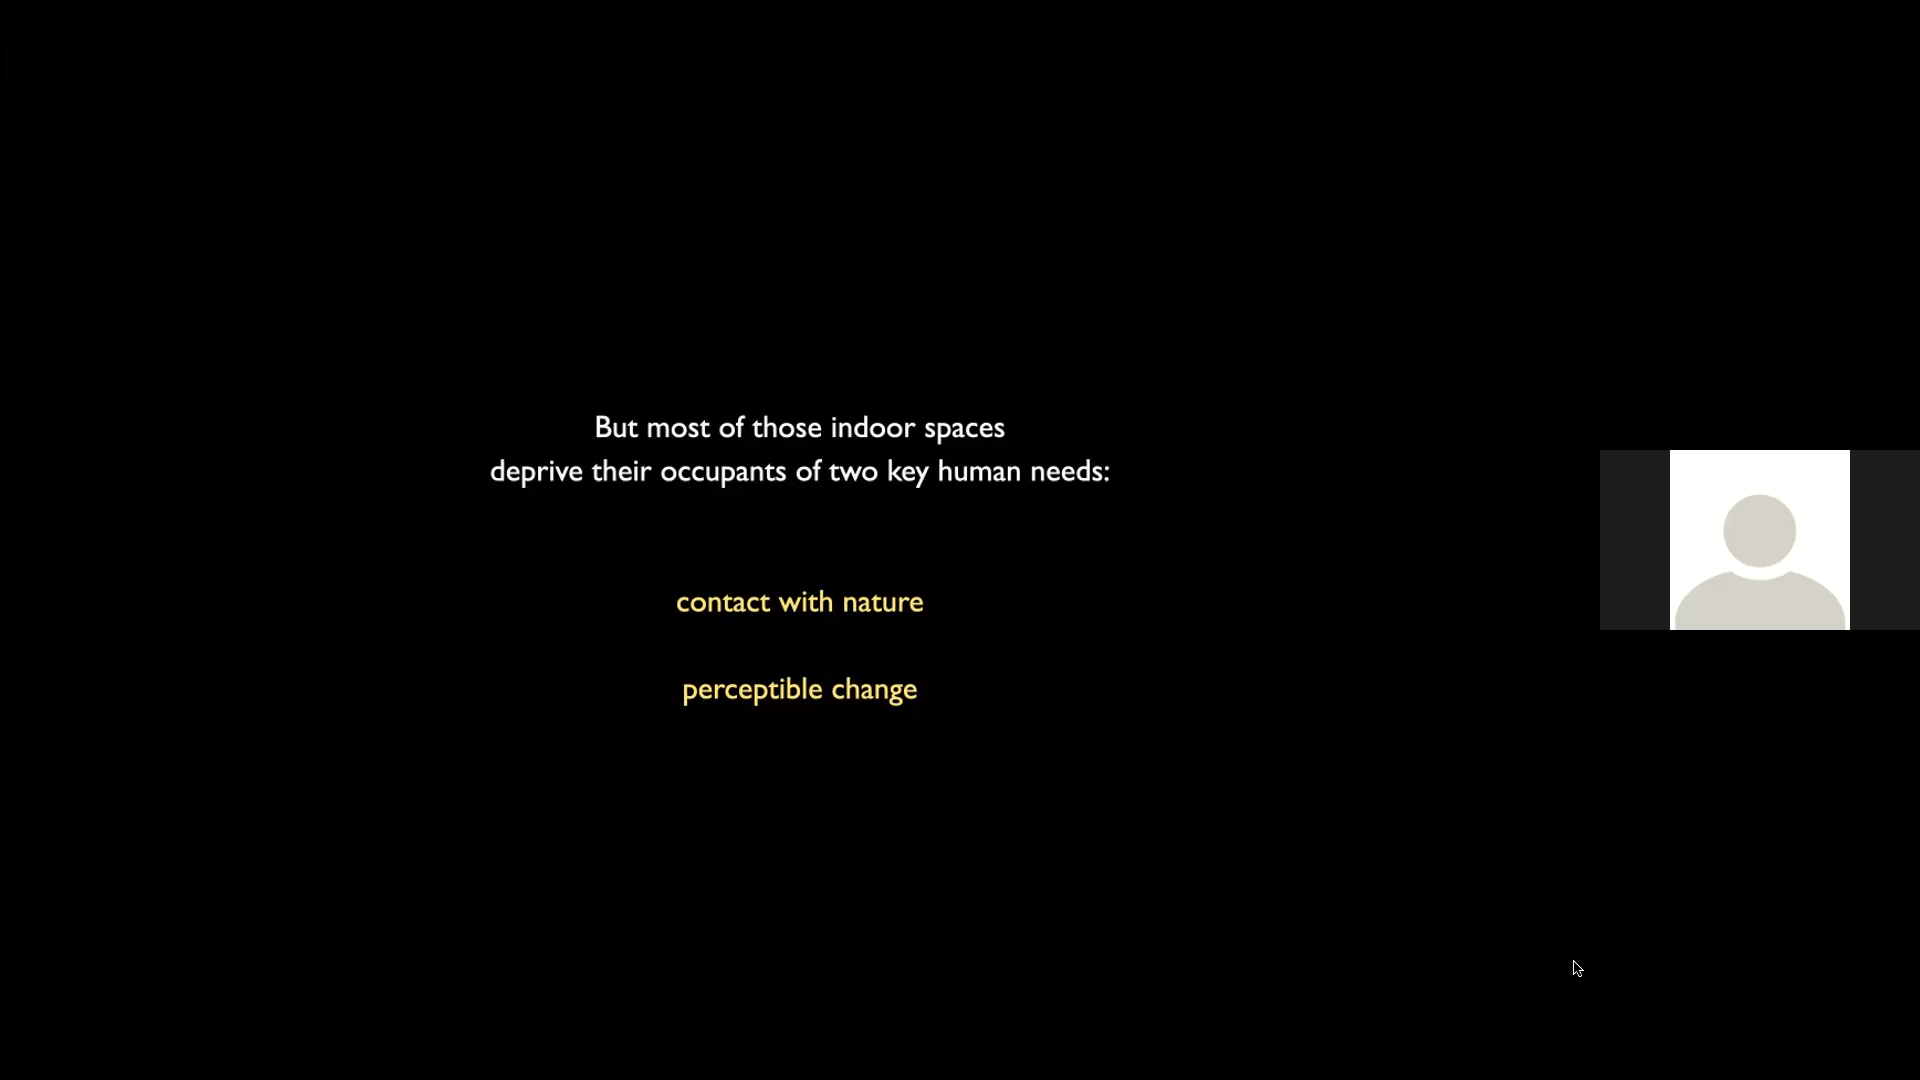 But most of those indoor spaces
deprive their occupants of two key human needs:
contact with nature
perceptible change